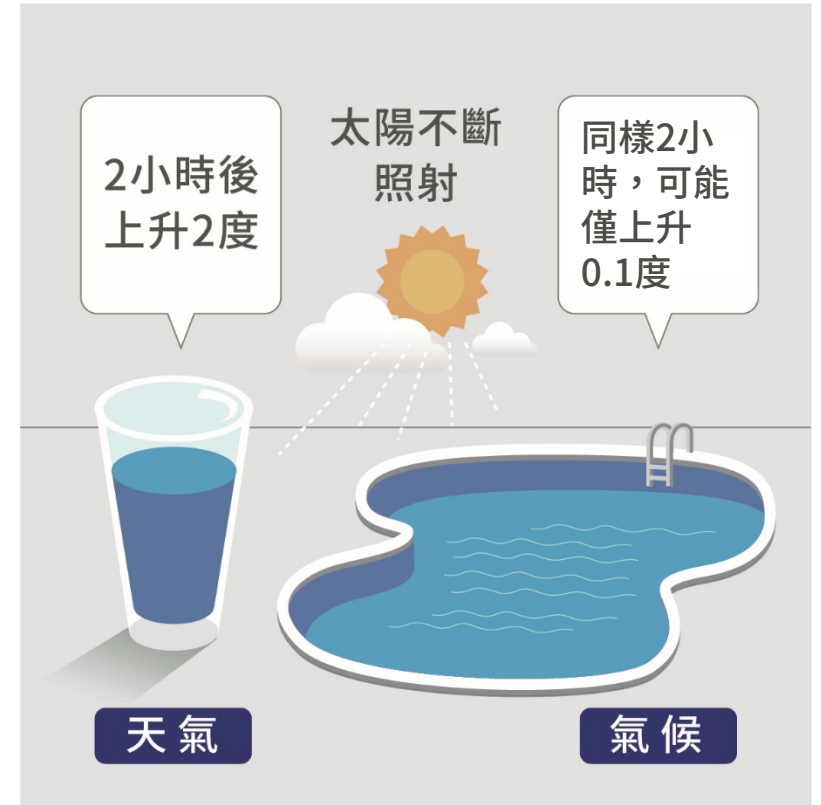 太陽不斷
照射
2小時後
上升2度
同樣2小
時，可能
僅上升
0.1度
天氣
氣候